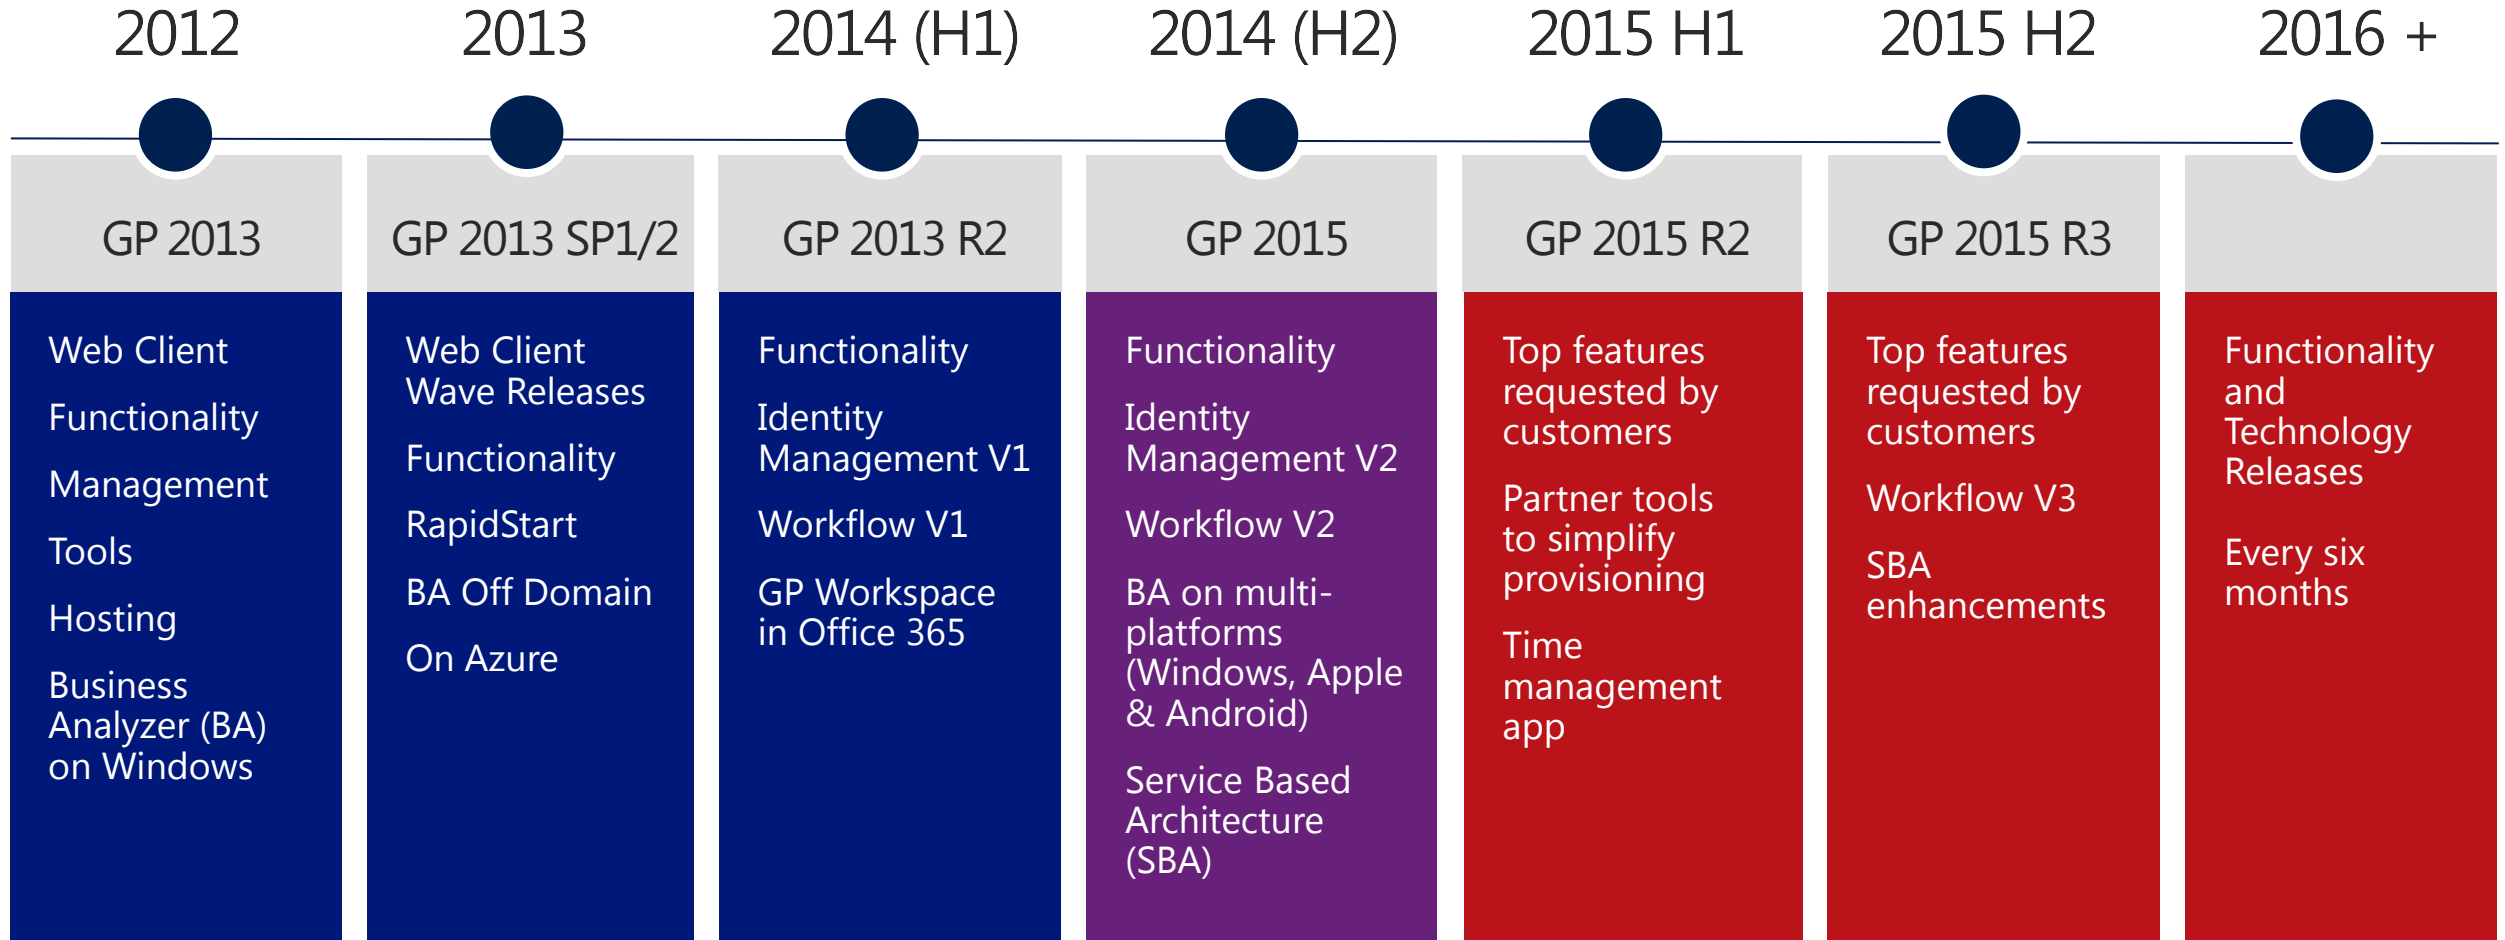 2012
2013
2014 (H1)
2014 (H2)
2015 H1
2015 H2
2016 +
GP 2013
GP 2013 SP1/2
GP 2013 R2
GP 2015
GP 2015 R2
GP 2015 R3
Web Client
Functionality
Management
Tools
Hosting
Business
Analyzer (BA)
on Windows
Web Client
Wave Releases
Functionality
RapidStart
BA Off Domain
On Azure
Functionality
Identity
Management V1
Workflow V1
GP Workspace
in Office 365
Functionality
Identity
Management V2
Workflow V2
BA on multi-
platforms
(Windows, Apple
& Android)
Service Based
Architecture
(SBA)
Top features
requested by
customers
Partner tools
to simplify
provisioning
Time
management
app
Top features
requested by
customers
Workflow V3
SBA
enhancements
Functionality
and
Technology
Releases
Every six
months